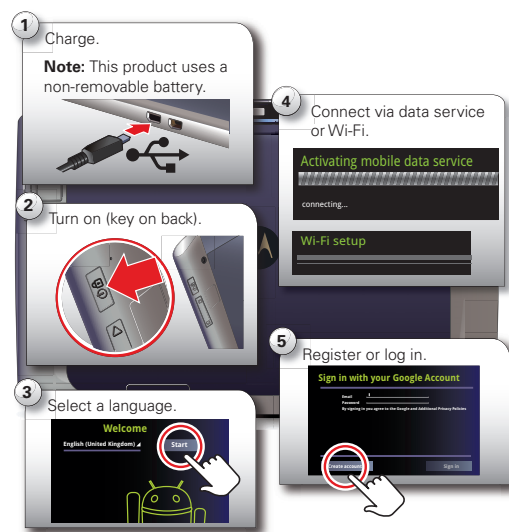 1
Charge.
Note: This product uses a
non-removable battery.
2
Turn on (key on back).
3
Select a language.
Welcome
English (United Kingdom)
Start
4
Connect via data service
or Wi-Fi.
Activating mobile data service
connecting...
Wi-Fi setup
5
Register or log in.
Sign in with your Google Account
Email
Password
By signing in you agree to the Google and Additional Privacy Policies
Create account
Sign in